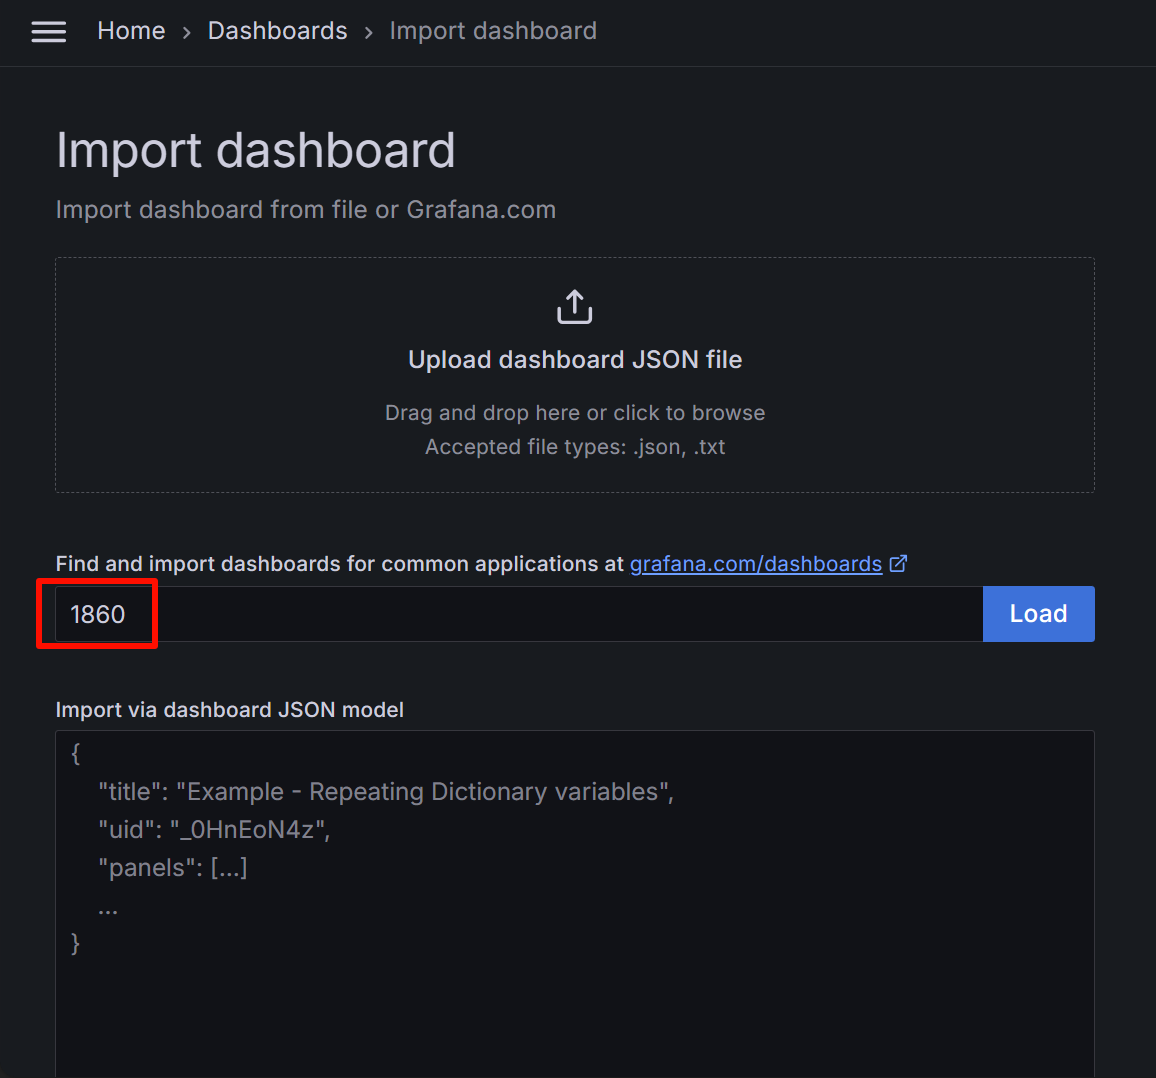 Home › Dashboards › Import dashboard
Import dashboard
Import dashboard from file or Grafana.com
Upload dashboard JSON file
Drag and drop here or click to browse
Accepted file types: .json, .txt
Find and import dashboards for common applications at grafana.com/dashboards
1860
Load
Import via dashboard JSON model
{
"title": "Example - Repeating Dictionary variables",
"uid": "_0HnEoN4z",
"panels": [...]
...
}